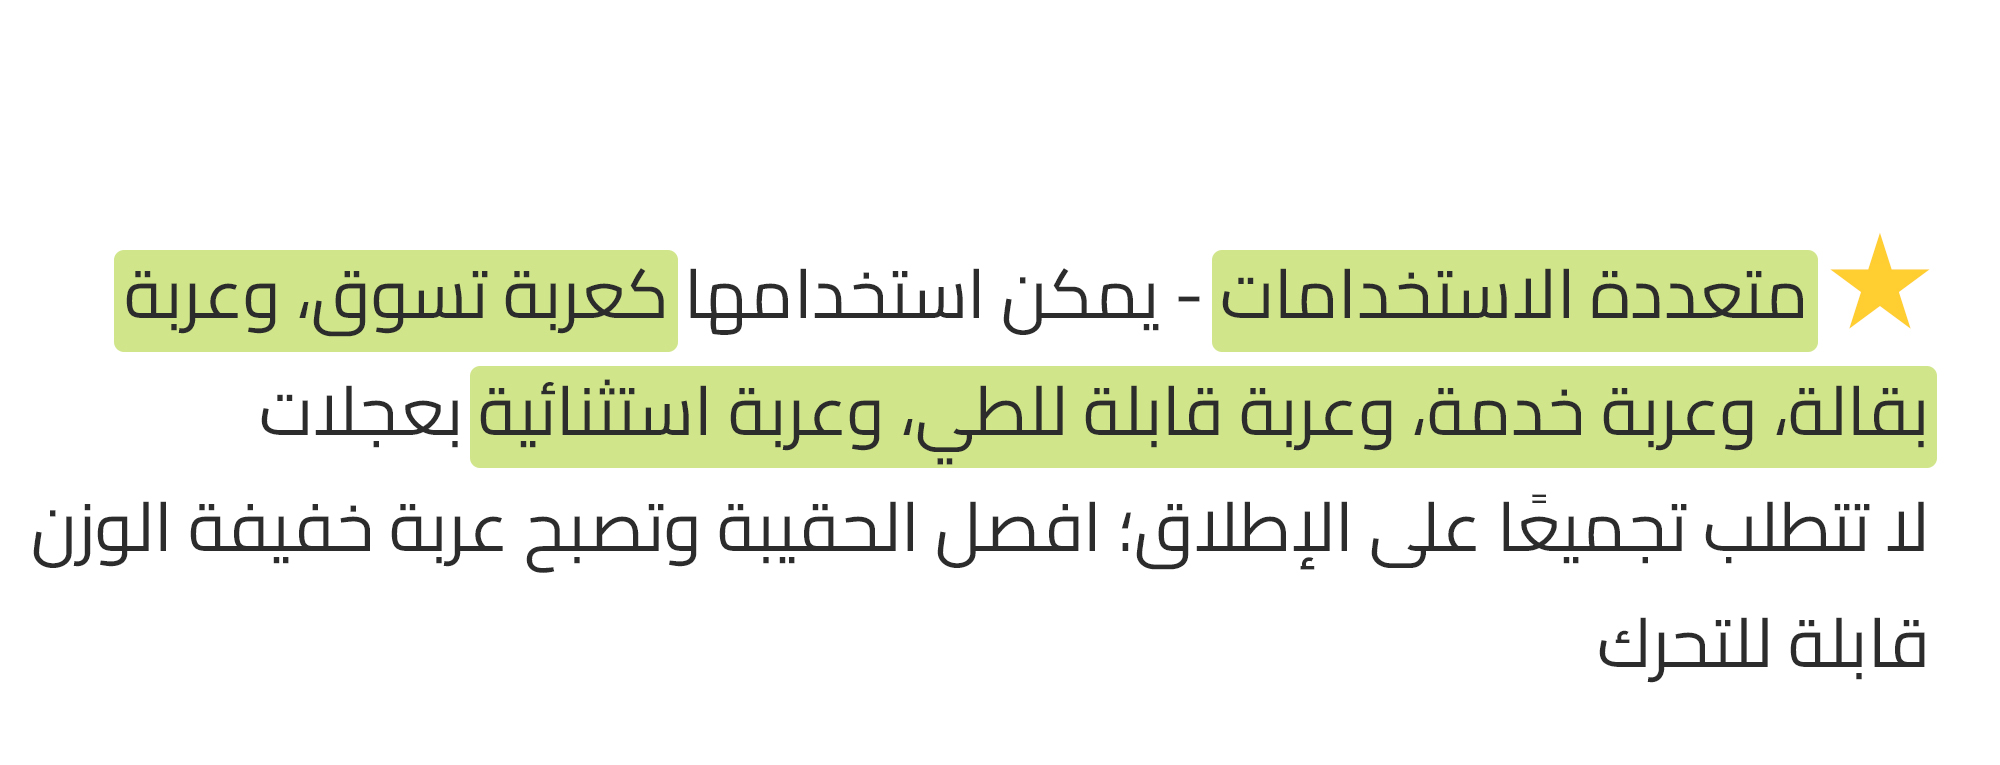 متعددة الاستخدامات - يمكن استخدامها كعربة تسوق، وعربة
بقالة، وعربة خدمة، وعربة قابلة للطي، وعربة استثنائية بعجلات
لا تتطلب تجميعًا على الإطلاق؛ افصل الحقيبة وتصبح عربة خفيفة الوزن
قابلة للتحرك